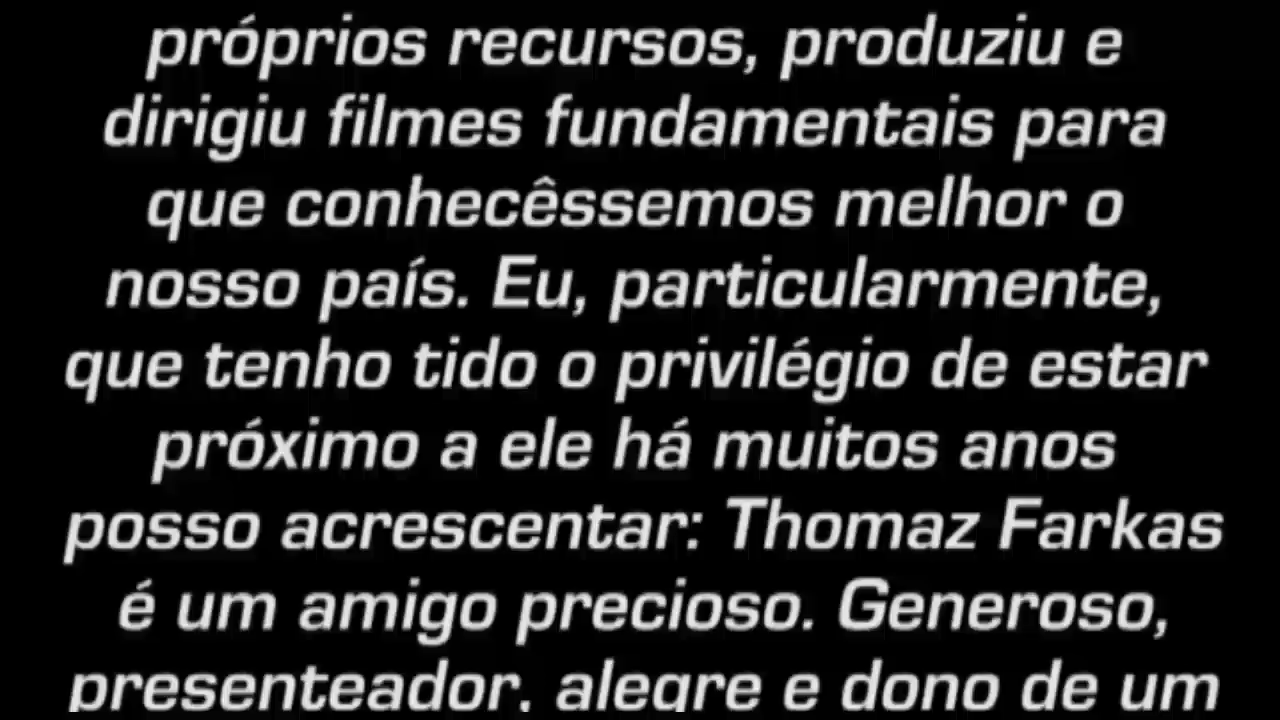 próprios recursos, produziu e
dirigiu filmes fundamentais para
que conhecêssemos melhor o
nosso país. Eu, particularmente,
que tenho tido o privilégio de estar
próximo a ele há muitos anos
posso acrescentar: Thomaz Farkas
é um amigo precioso. Generoso,
presenteador, alegre e dono de um